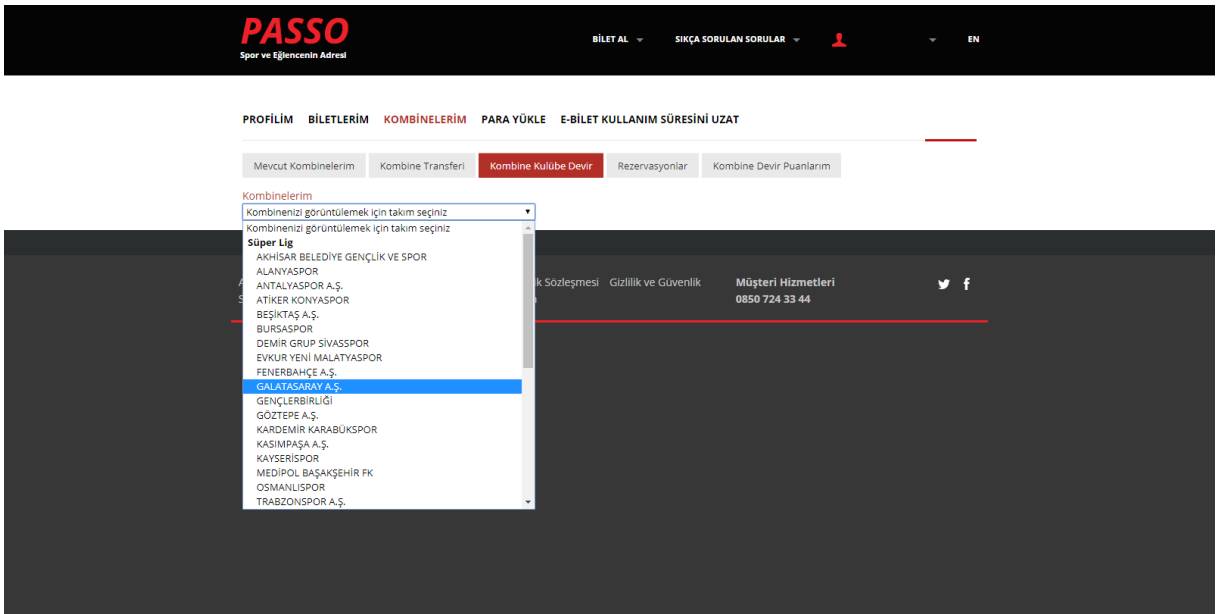 PASSO
Spor ve Eğlencenin Adresi
BİLET AL
SIKÇA SORULAN SORULAR
EN
PROFİLİM BİLETLERİM KOMBİNELERİM PARA YÜKLE E-BİLET KULLANIM SÜRESİNİ UZAT
Mevcut Kombinelerim Kombine Transferi Kombine Kulübe Devir Rezervasyonlar Kombine Devir Puanlarım
Kombinelerim
Kombinenizi görüntülemek için takım seçiniz
Kombinenizi görüntülemek için takım seçiniz
Süper Lig
AKHİSAR BELEDİYE GENÇLİK VE SPOR
ALANYASPOR
ANTALYASPOR A.Ş.
ATİKER KONYASPOR
BEŞİKTAŞ A.Ş.
BURSASPOR
DEMİR GRUP SİVASSPOR
EVKUR YENİ MALATYASPOR
FENERBAHÇE A.Ş.
GALATASARAY A.Ş.
GENÇLERBİRLİĞİ
GÖZTEPE A.Ş.
KARDEMİR KARABÜKSPOR
KASIMPAŞA A.Ş.
KAYSERİSPOR
MEDİPOL BAŞAKŞEHİR FK
OSMANLISPOR
TRABZONSPOR A.Ş.
Sözleşmesi Gizlilik ve Güvenlik
Müşteri Hizmetleri
0850 724 33 44